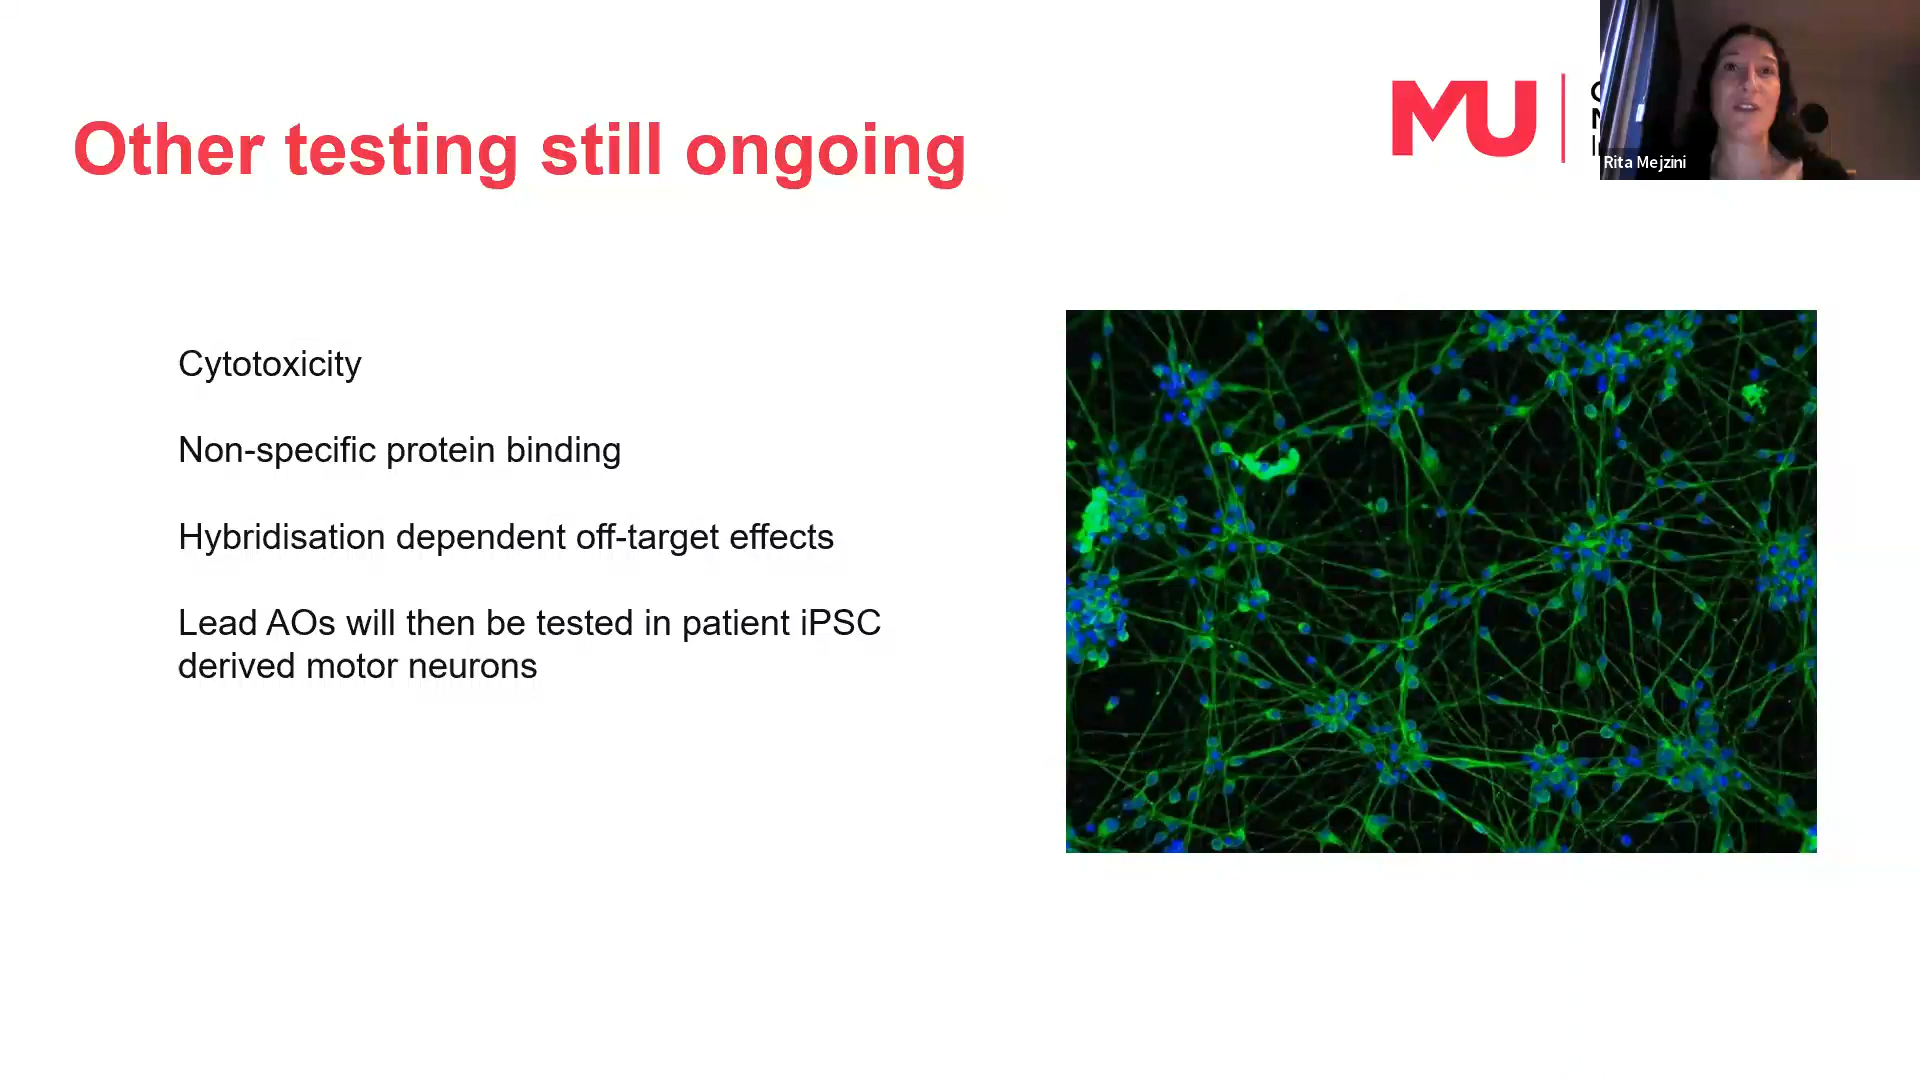 Other testing still ongoing
MU
Rita Mejzini
Cytotoxicity
Non-specific protein binding
Hybridisation dependent off-target effects
Lead AOs will then be tested in patient iPSC
derived motor neurons